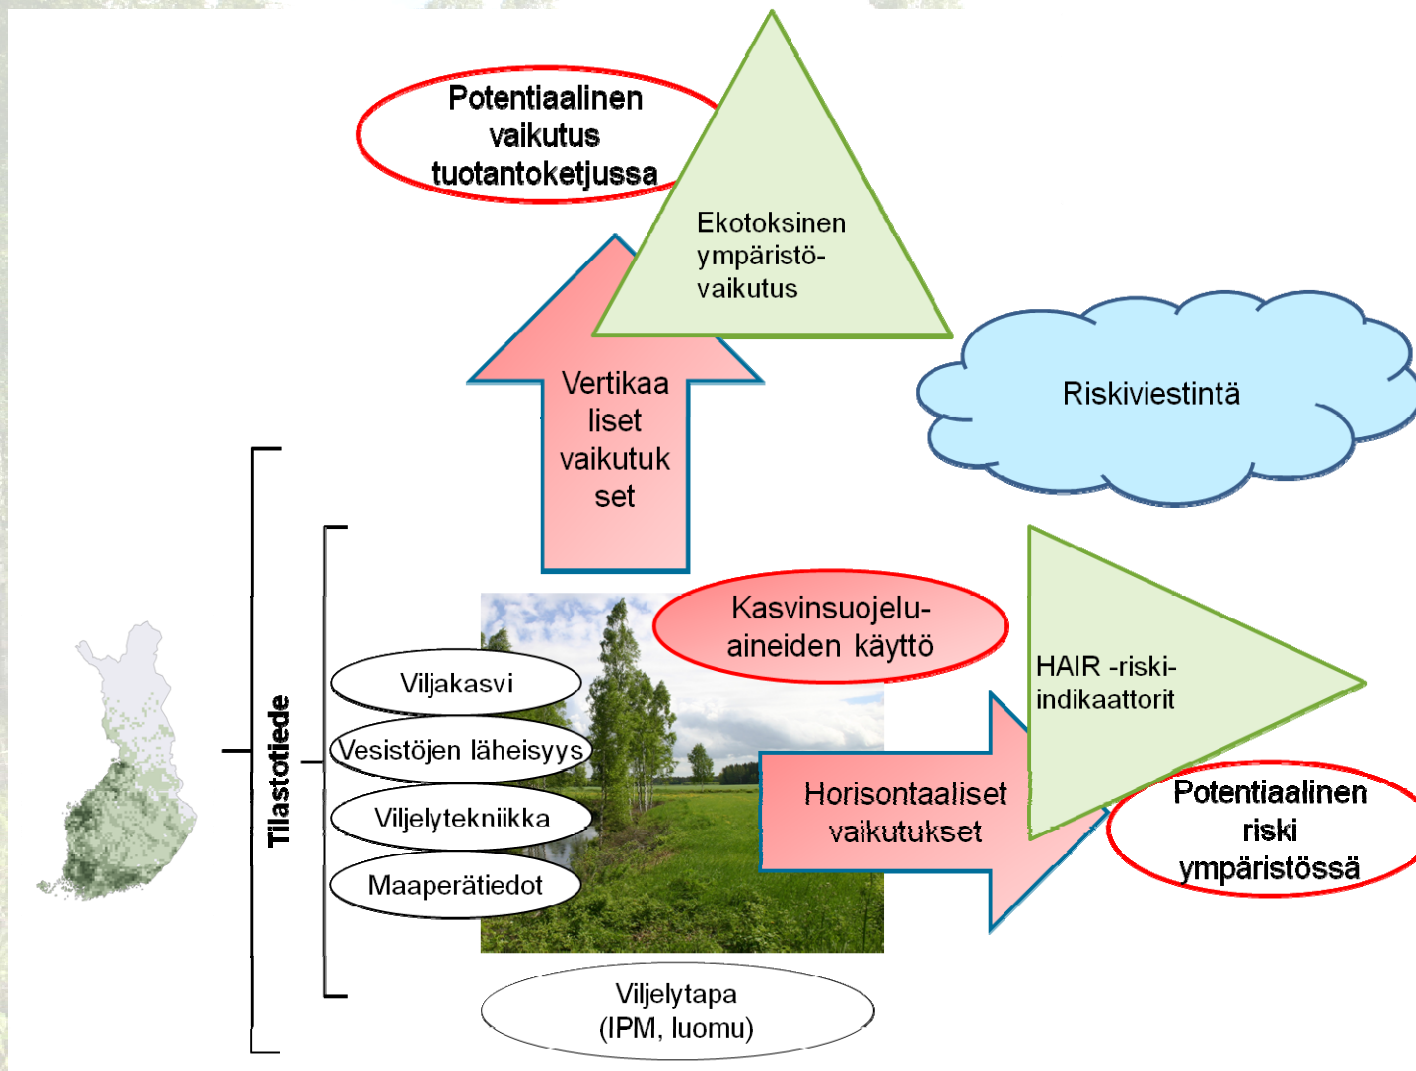 Potentiaalinen
vaikutus
tuotantoketjussa
Ekotoksinen
ympäristö-
vaikutus
Vertikaa
liset
vaikutuk
set
Riskiviestintä
Kasvinsuojelu-
aineiden käyttö
HAIR -riski-
indikaattorit
Tilastotiede
Viljakasvi
Vesistöjen läheisyys
Viljelytekniikka
Maaperätiedot
Horisontaaliset
vaikutukset
Potentiaalinen
riski
ympäristössä
Viljelytapa
(IPM, luomu)